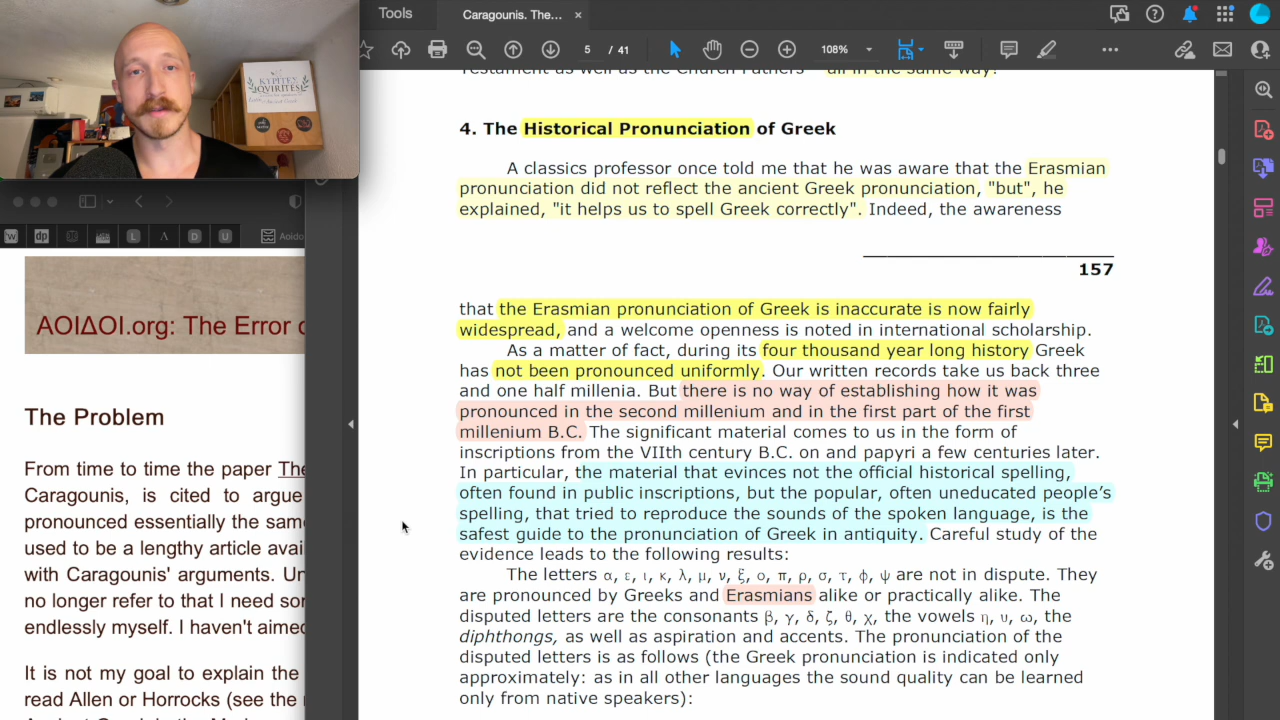 Tools
Caragounis. The...
5 / 41
108%
ΚΥΡΙΤΕΣ
QVIRITES
Testament as well as the Church Fathers
all in the same way!
4. The Historical Pronunciation of Greek
A classics professor once told me that he was aware that the Erasmian
pronunciation did not reflect the ancient Greek pronunciation, "but", he
explained, "it helps us to spell Greek correctly". Indeed, the awareness
157
that the Erasmian pronunciation of Greek is inaccurate is now fairly
widespread, and a welcome openness is noted in international scholarship.
As a matter of fact, during its four thousand year long history Greek
has not been pronounced uniformly. Our written records take us back three
and one half millenia. But there is no way of establishing how it was
pronounced in the second millenium and in the first part of the first
millenium B.C. The significant material comes to us in the form of
inscriptions from the VIIth century B.C. on and papyri a few centuries later.
In particular, the material that evinces not the official historical spelling,
often found in public inscriptions, but the popular, often uneducated people's
spelling, that tried to reproduce the sounds of the spoken language, is the
safest guide to the pronunciation of Greek in antiquity. Careful study of the
evidence leads to the following results:
The letters α, ε, ι, κ, λ, μ, ν, ξ, ο, π, ρ, σ, τ, φ, ψ are not in dispute. They
are pronounced by Greeks and Erasmians alike or practically alike. The
disputed letters are the consonants β, γ, δ, ζ, θ, χ, the vowels η, υ, ω, the
diphthongs, as well as aspiration and accents. The pronunciation of the
disputed letters is as follows (the Greek pronunciation is indicated only
approximately: as in all other languages the sound quality can be learned
only from native speakers):
W dp L Λ D U Aoido
ΑΟΙΔΟΙ.org: The Error o
The Problem
From time to time the paper The
Caragounis, is cited to argue
pronounced essentially the same
used to be a lengthy article avai
with Caragounis' arguments. Un
no longer refer to that I need son
endlessly myself. I haven't aimed
It is not my goal to explain the
read Allen or Horrocks (see the